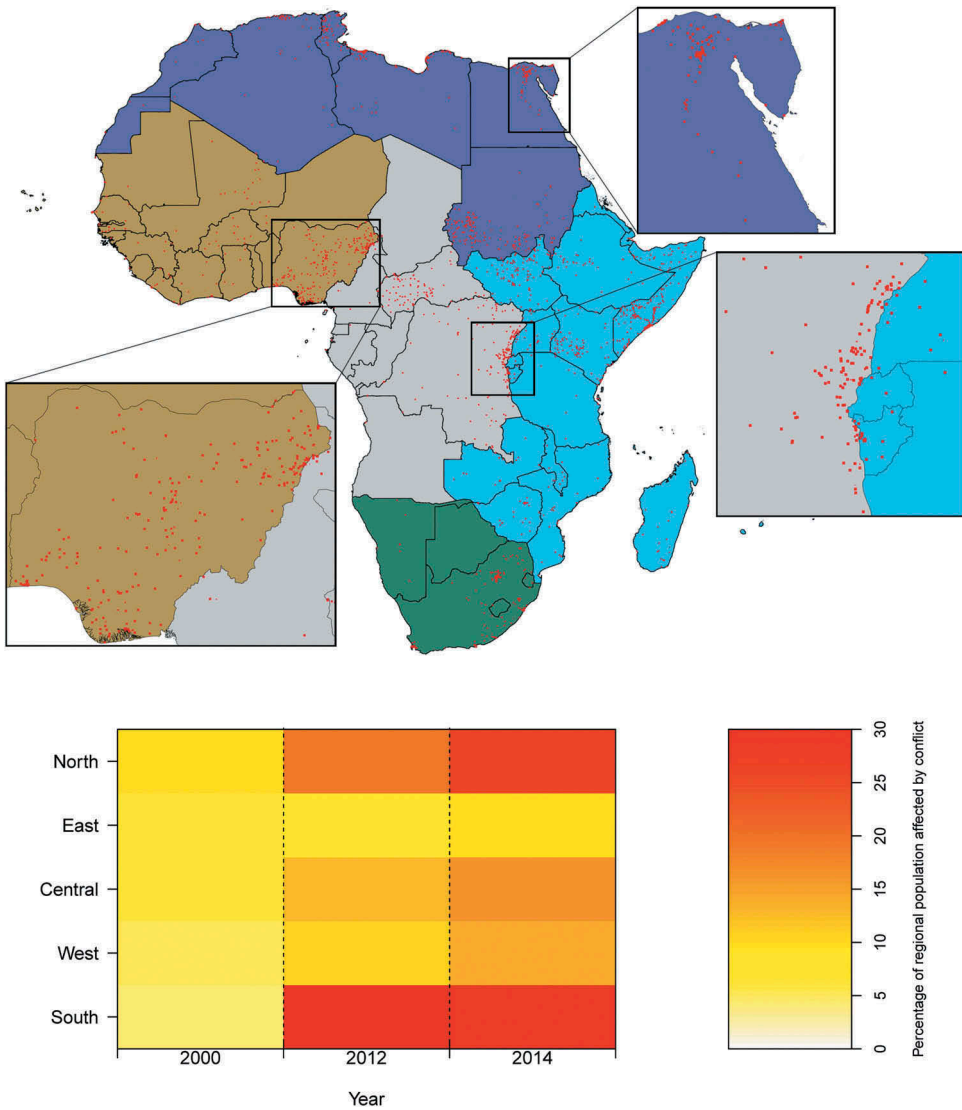 North
East
Central
West
South
2000
2012
2014
Year
0
5
10
15
20
25
30
Percentage of regional population affected by conflict